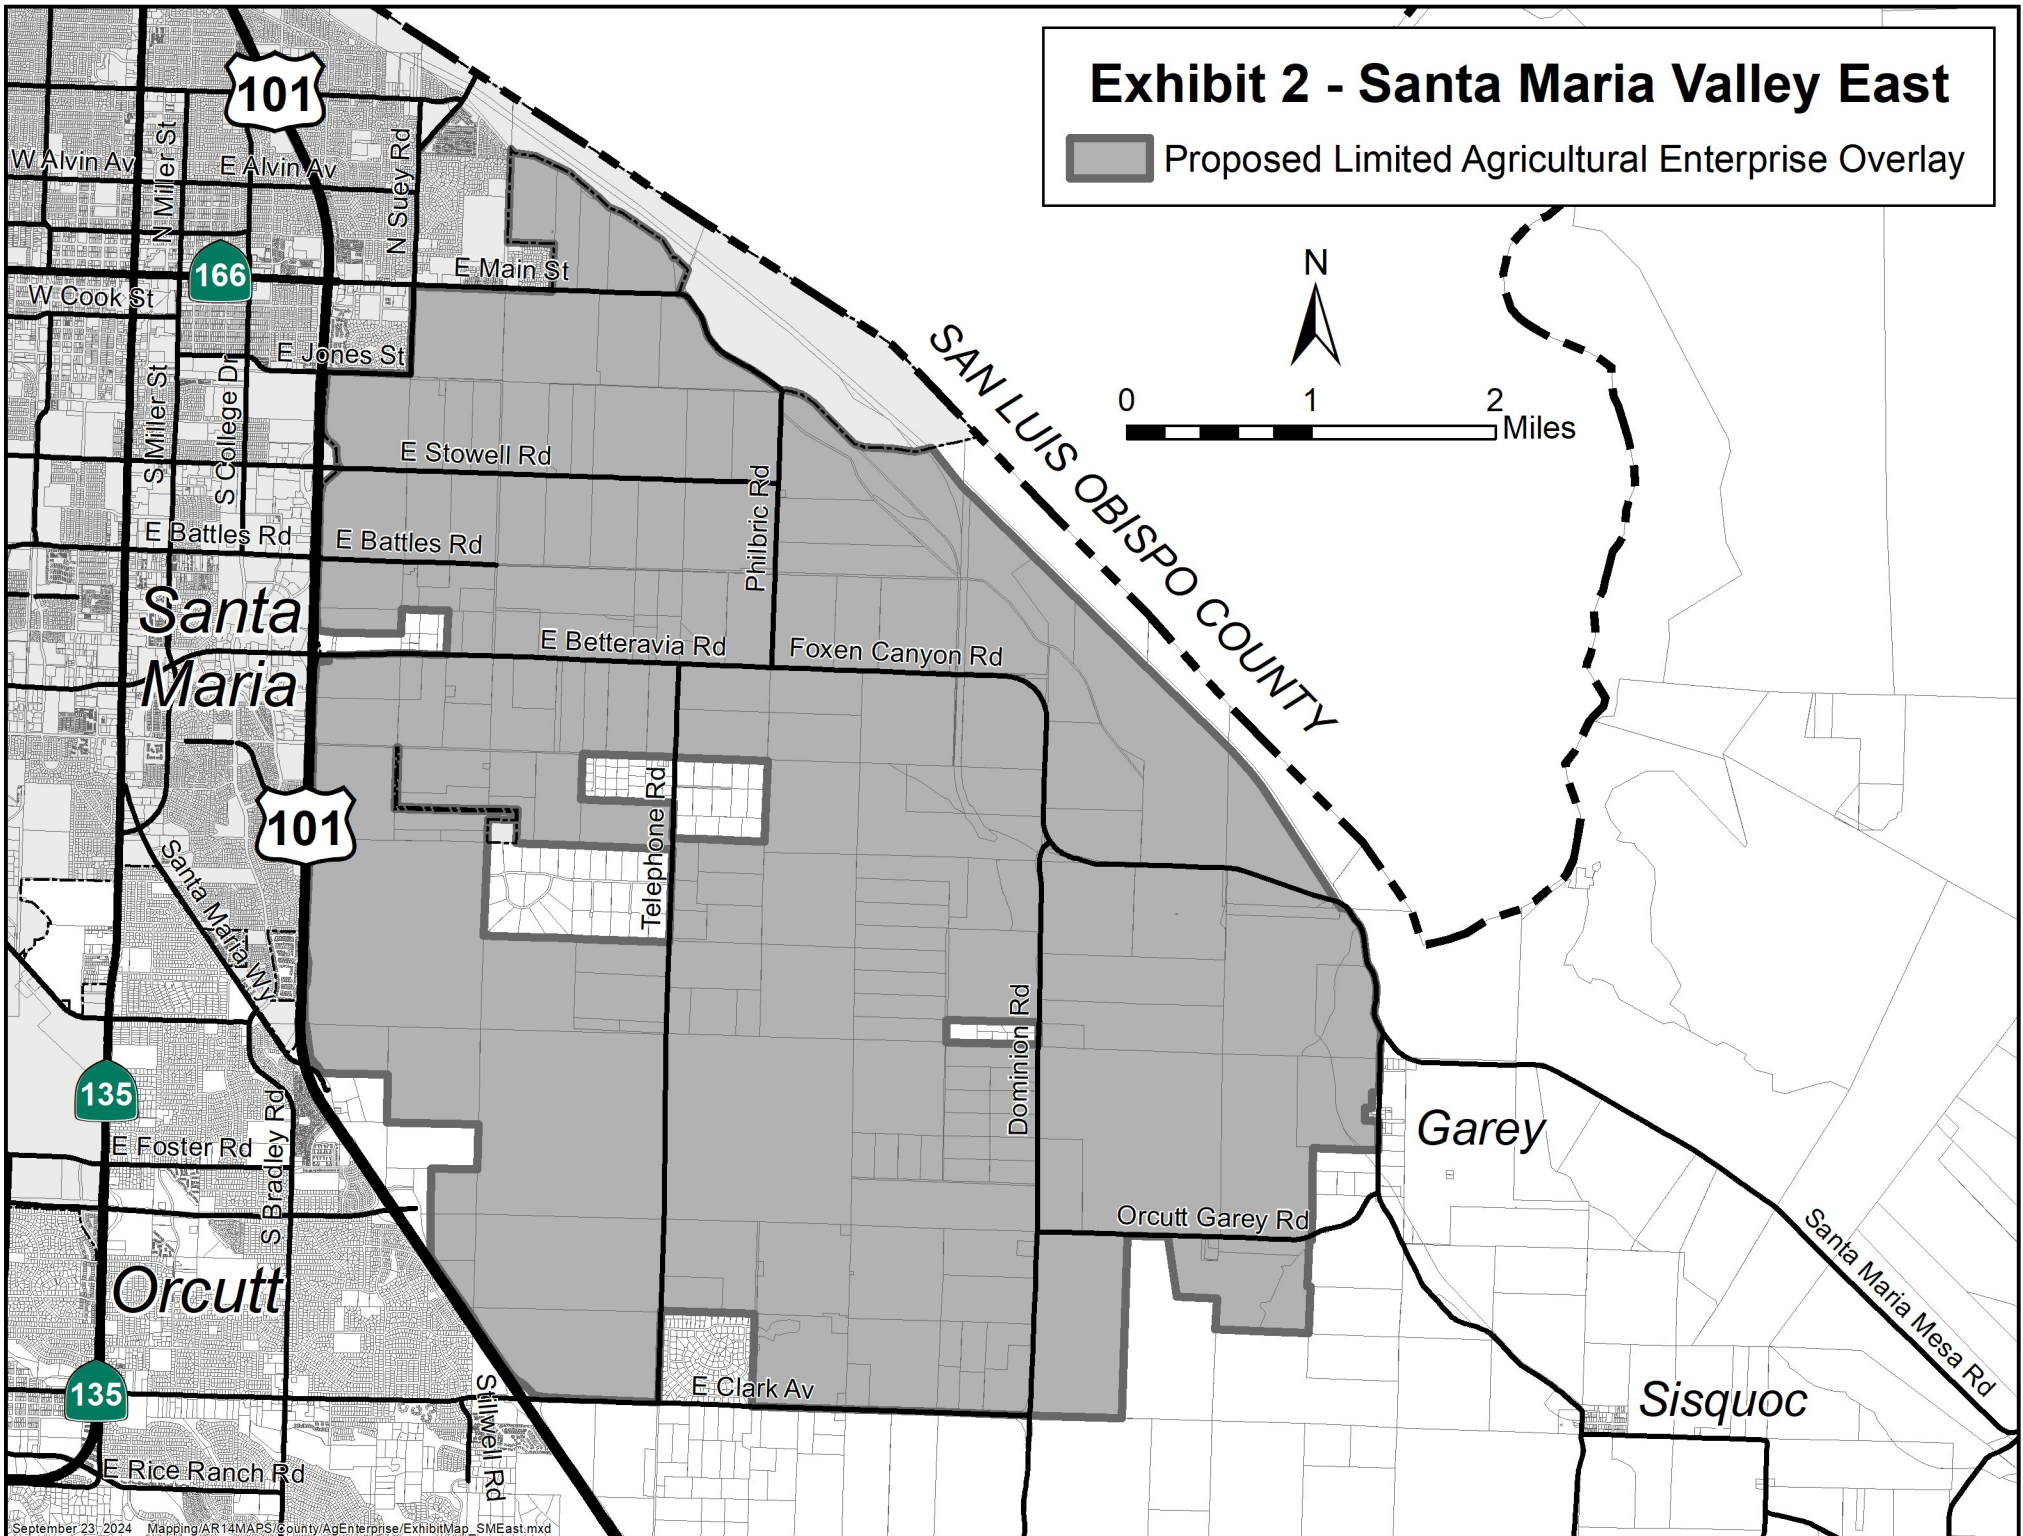 Exhibit 2 - Santa Maria Valley East
Proposed Limited Agricultural Enterprise Overlay
101
W Alvin Av
N Miller St
E Alvin Av
N Suey Rd
N
166
E Main St
W Cook St
E Jones St
0 1 2
Miles
SAN LUIS OBISPO COUNTY
S Miller St
S College Dr
E Stowell Rd
Philbric Rd
E Battles Rd
E Battles Rd
Santa
Maria
E Betteravia Rd
Foxen Canyon Rd
101
Telephone Rd
Santa Maria Wy
Dominion Rd
135
E Foster Rd
S Bradley Rd
Garey
Orcutt Garey Rd
Santa Maria Mesa Rd
Orcutt
135
E Clark Av
Sisquoc
Stillwell Rd
E Rice Ranch Rd
September 23, 2024 Mapping/AR14MAPS/County/AgEnterprise/ExhibitMap_SMEast.mxd